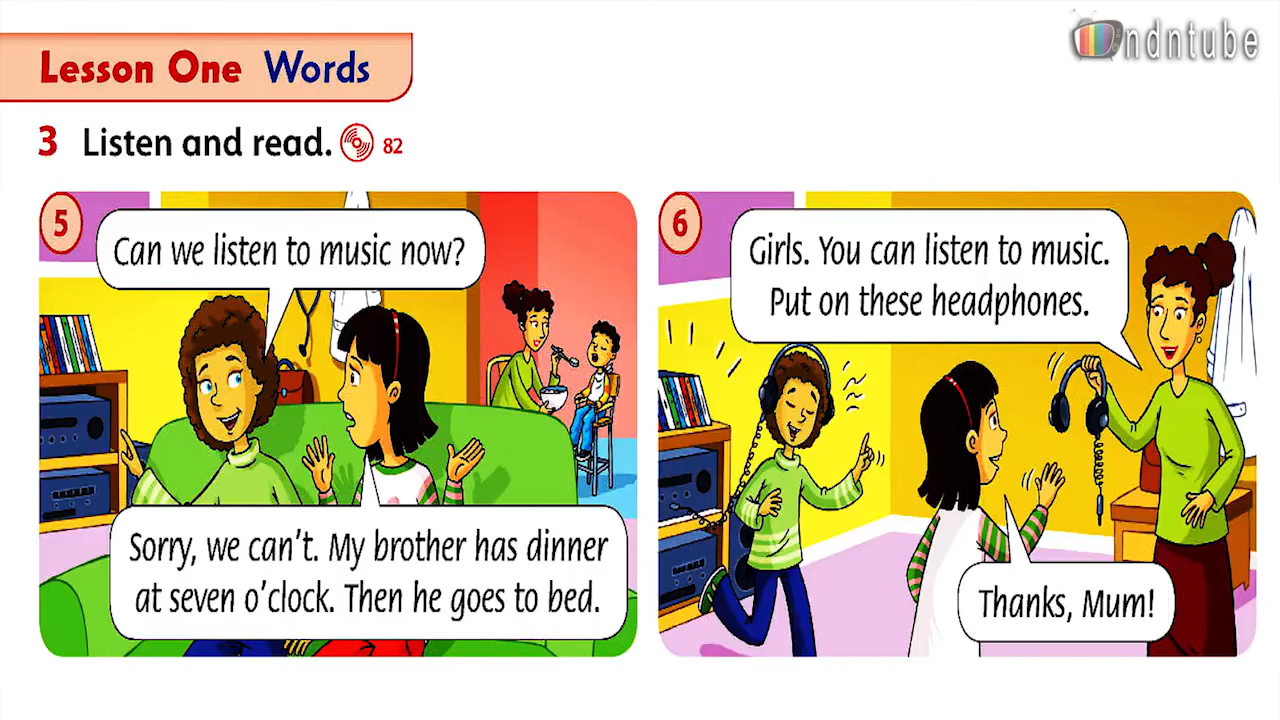 ndntube
Lesson One Words
3 Listen and read. 82
5
Can we listen to music now?
Sorry, we can't. My brother has dinner
at seven o'clock. Then he goes to bed.
6
Girls. You can listen to music.
Put on these headphones.
Thanks, Mum!